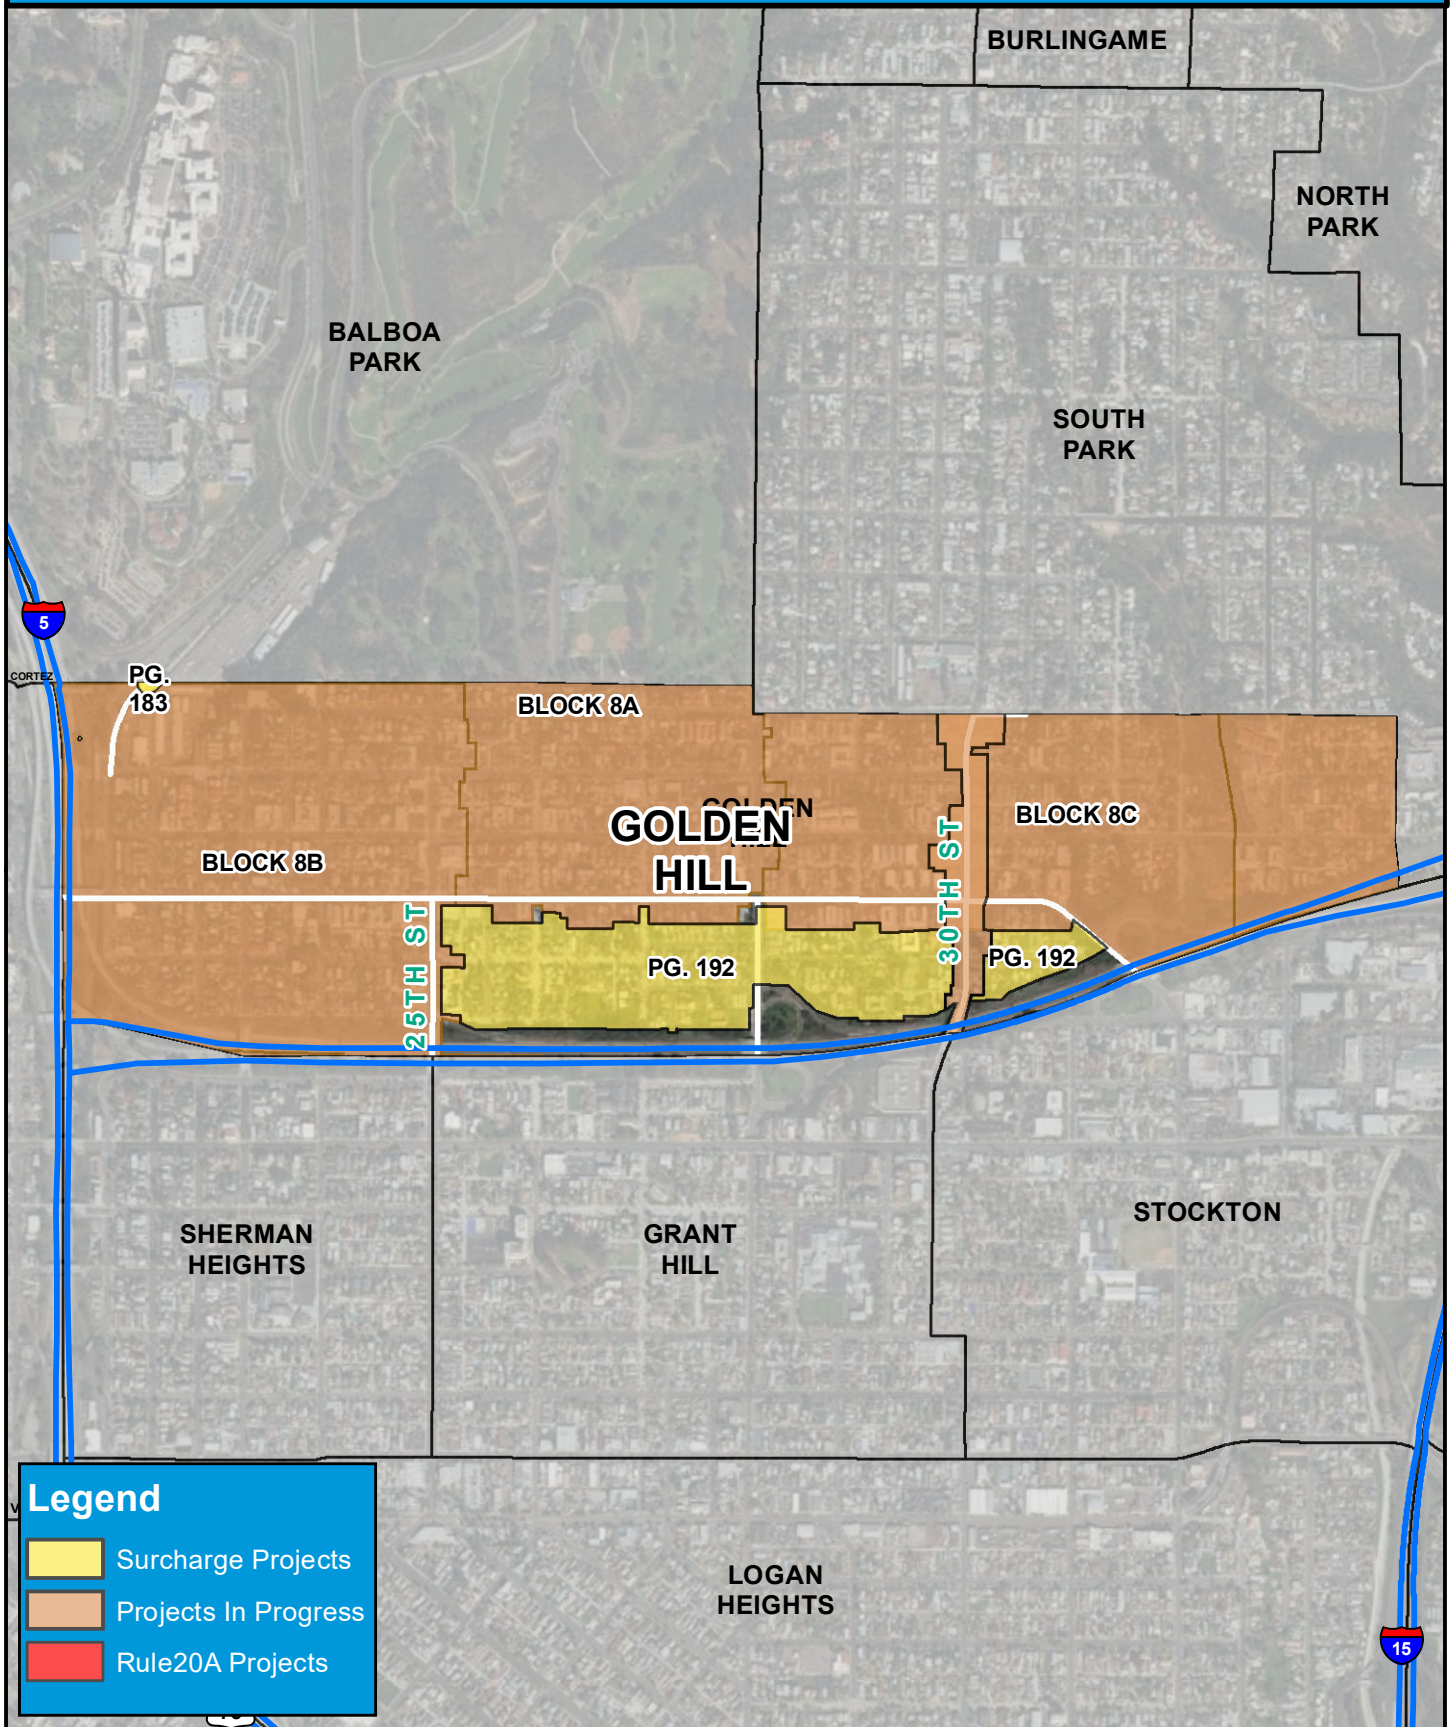 BURLINGAME
NORTH
PARK
BALBOA
PARK
SOUTH
PARK
5
CORTEZ
PG.
183
BLOCK 8A
GOLDEN
GOLDEN
HILL
BLOCK 8C
BLOCK 8B
25TH ST
30TH ST
PG. 192
PG. 192
SHERMAN
HEIGHTS
GRANT
HILL
STOCKTON
Legend
Surcharge Projects
Projects In Progress
Rule20A Projects
LOGAN
HEIGHTS
15